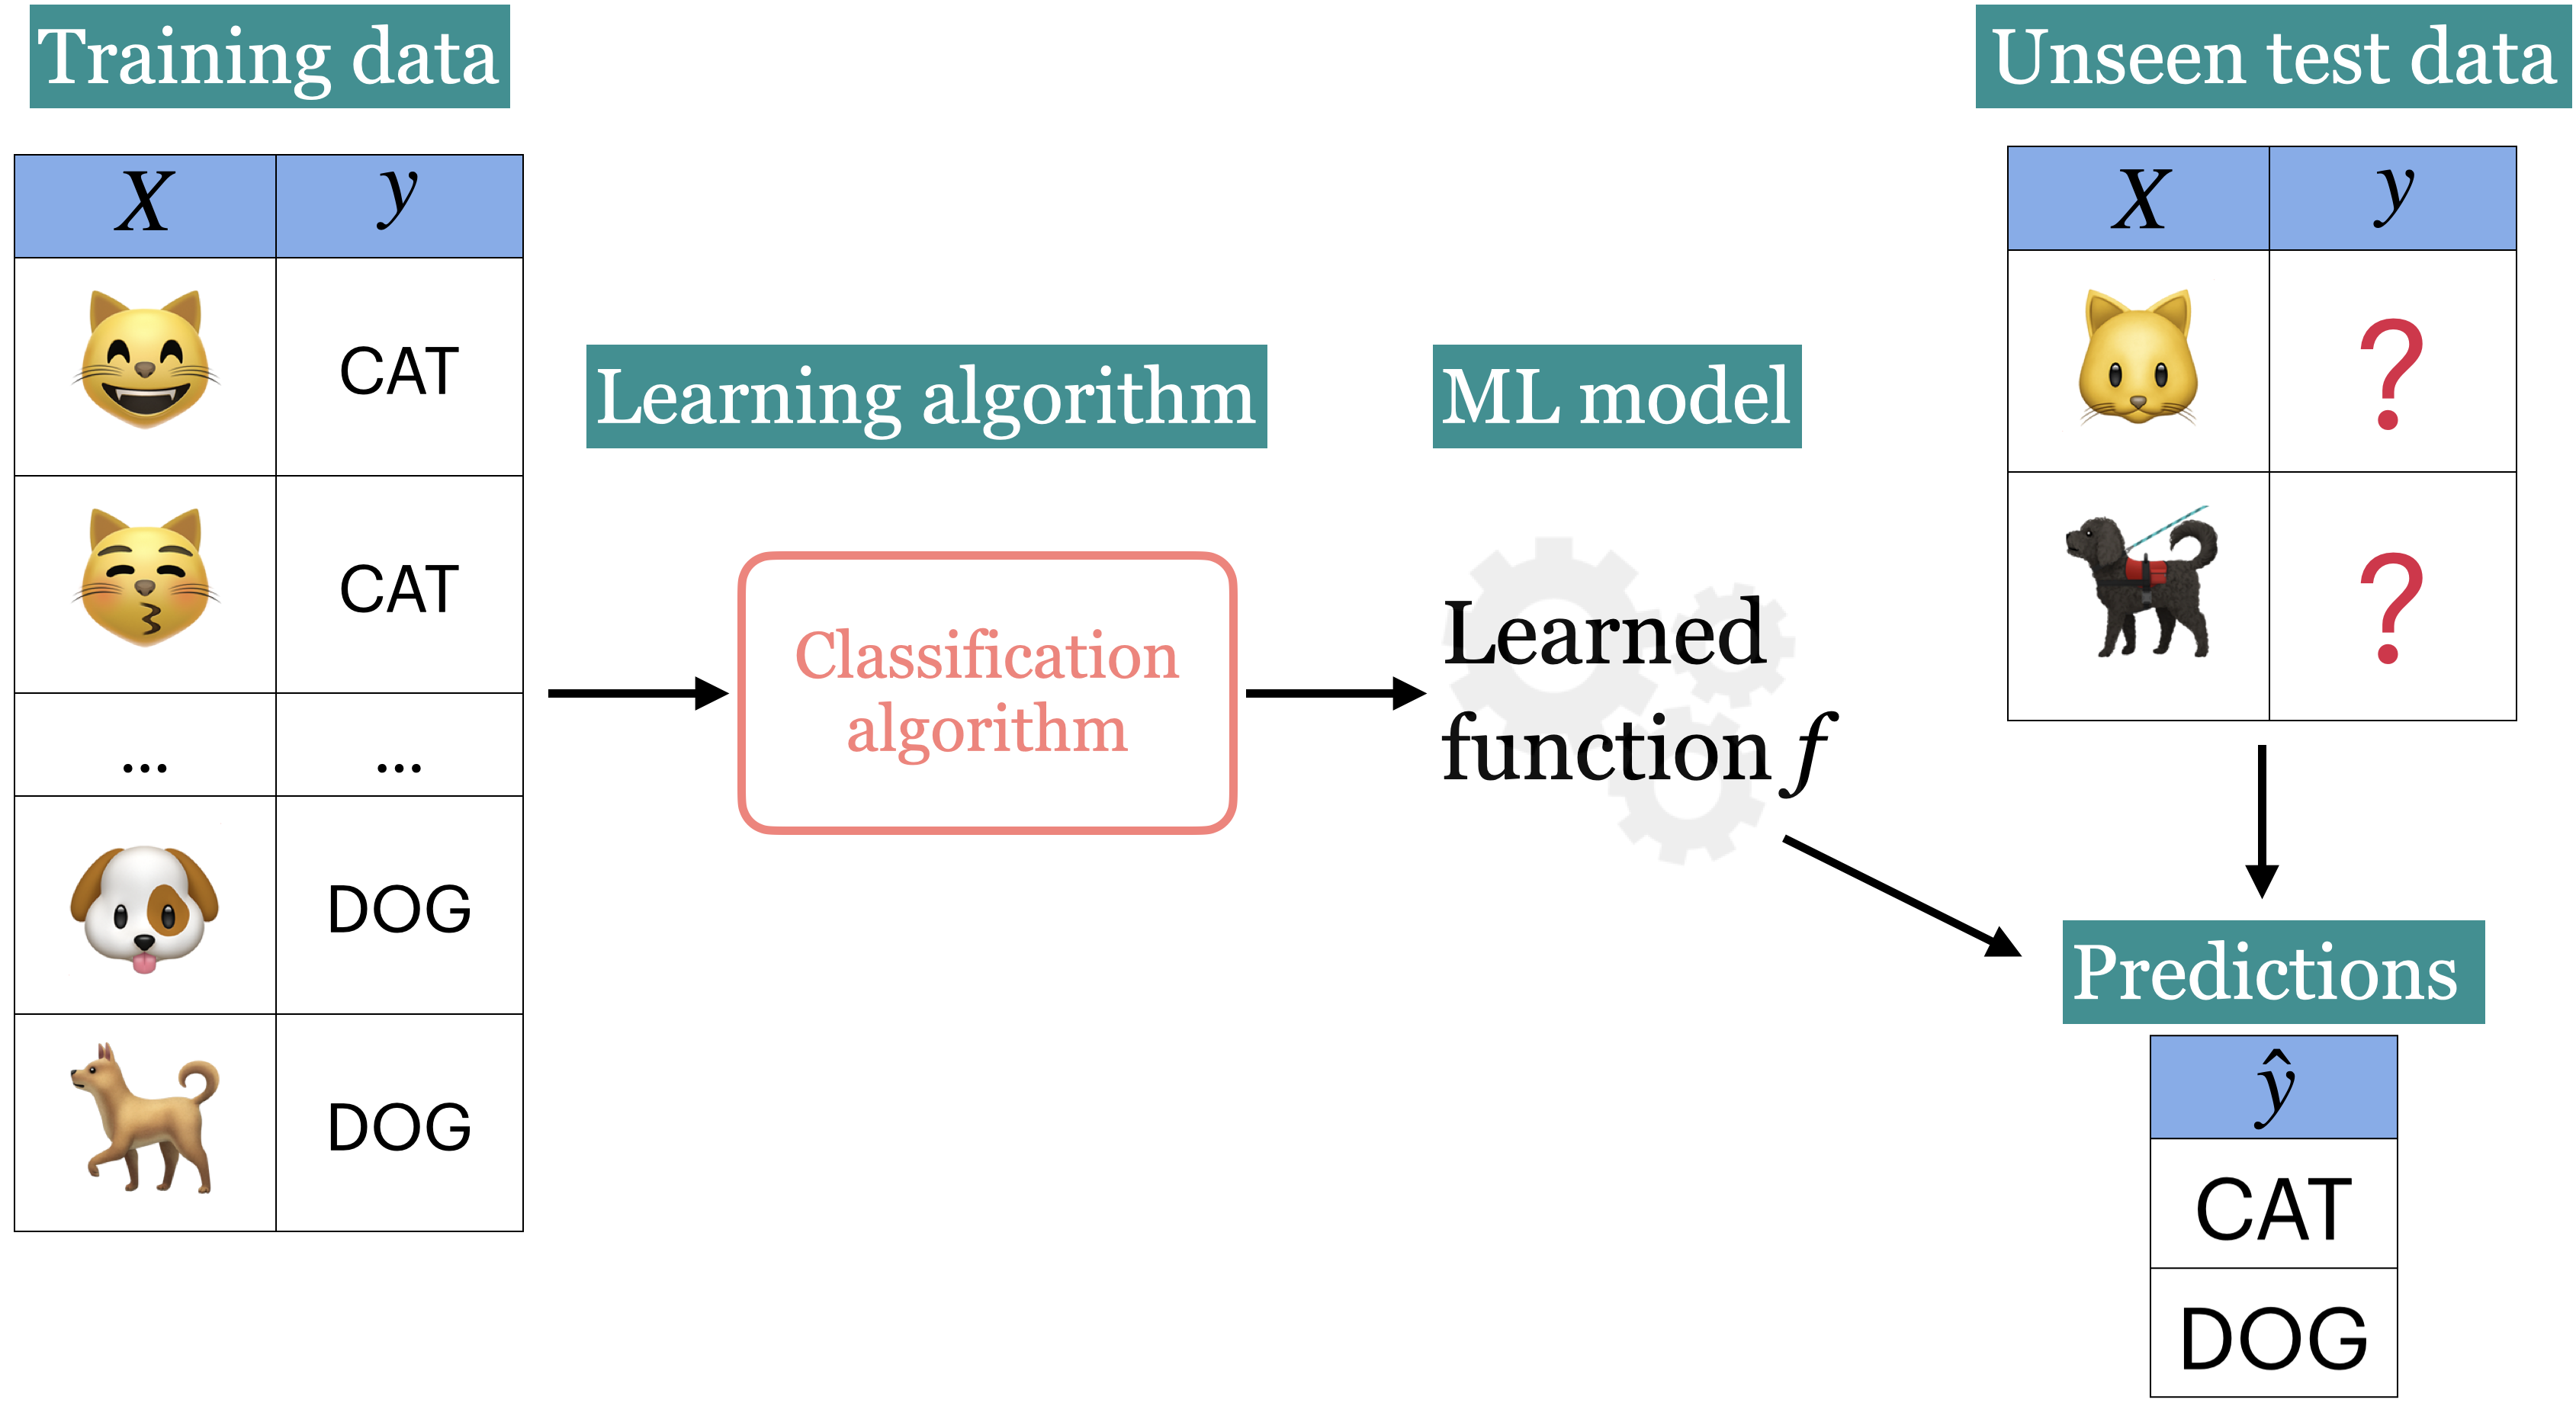 Training data
X y
CAT
CAT
... ...
DOG
DOG
Learning algorithm
Classification
algorithm
ML model
Learned
function f
Unseen test data
X y
?
?
Predictions
ŷ
CAT
DOG